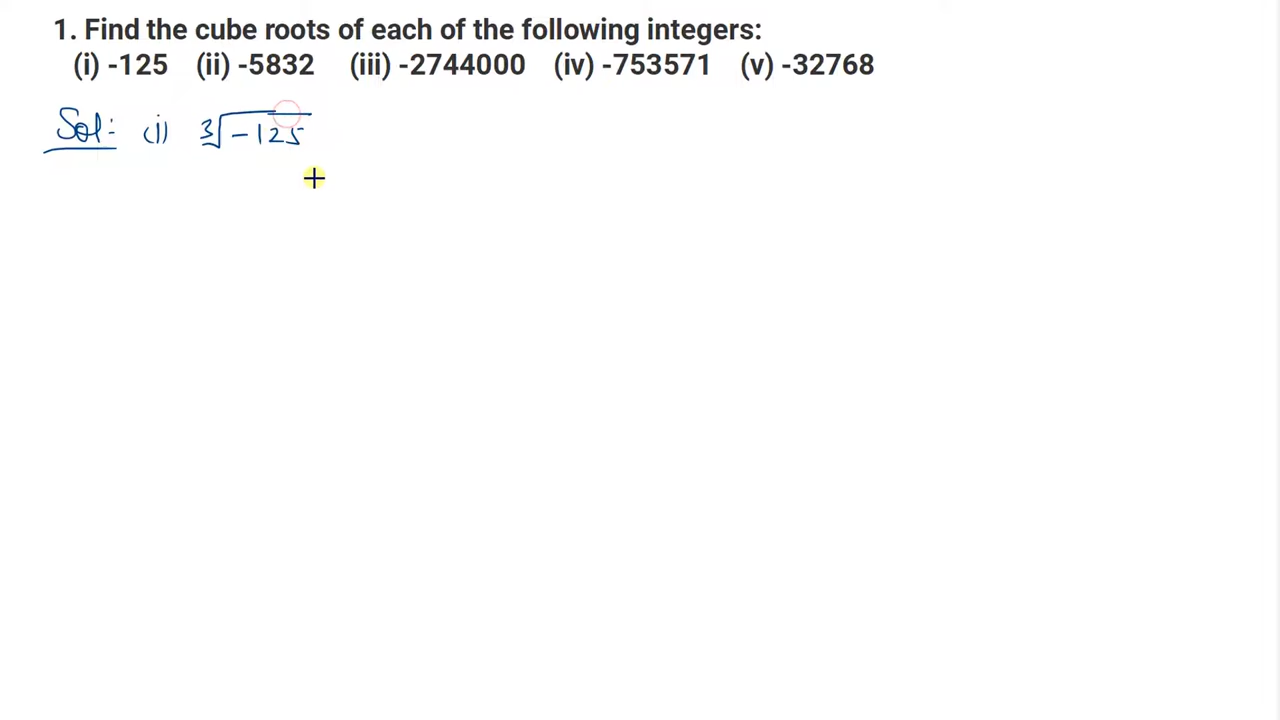 1. Find the cube roots of each of the following integers:
(i) -125 (ii) -5832 (iii) -2744000 (iv) -753571 (v) -32768
Sol: (i) ∛-125